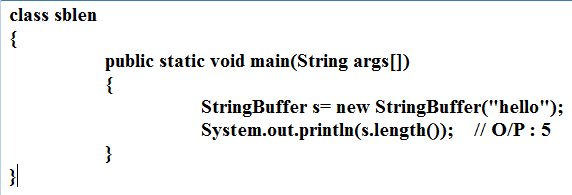 class sblen
{
public static void main(String args[])
{
StringBuffer s= new StringBuffer("hello");
System.out.println(s.length()); // O/P : 5
}
}